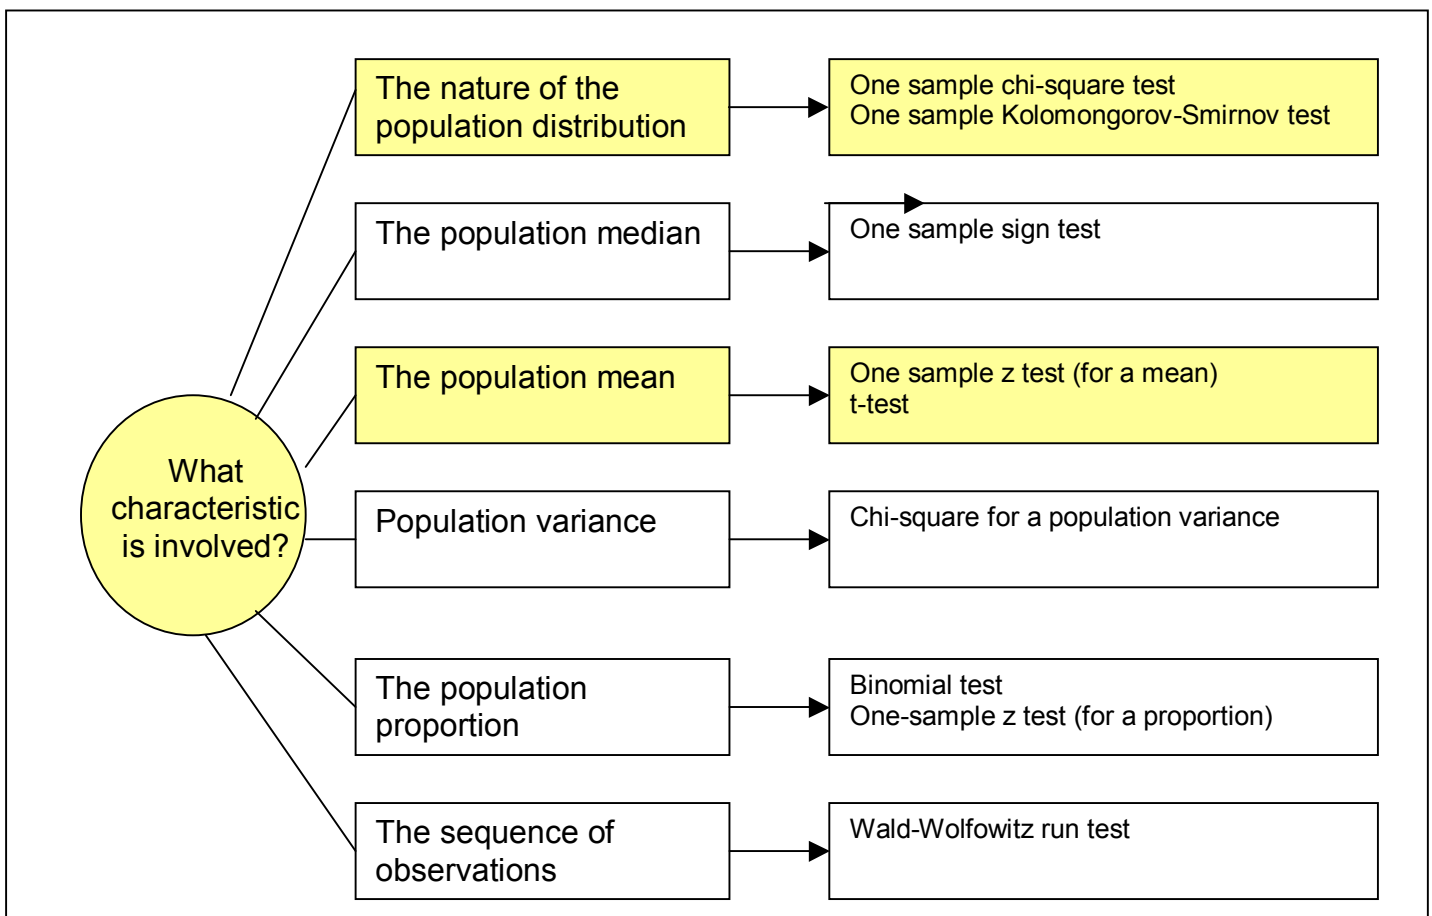 The nature of the
population distribution
One sample chi-square test
One sample Kolomongorov-Smirnov test
The population median
One sample sign test
The population mean
One sample z test (for a mean)
t-test
What
characteristic
is involved?
Population variance
Chi-square for a population variance
The population
proportion
Binomial test
One-sample z test (for a proportion)
The sequence of
observations
Wald-Wolfowitz run test